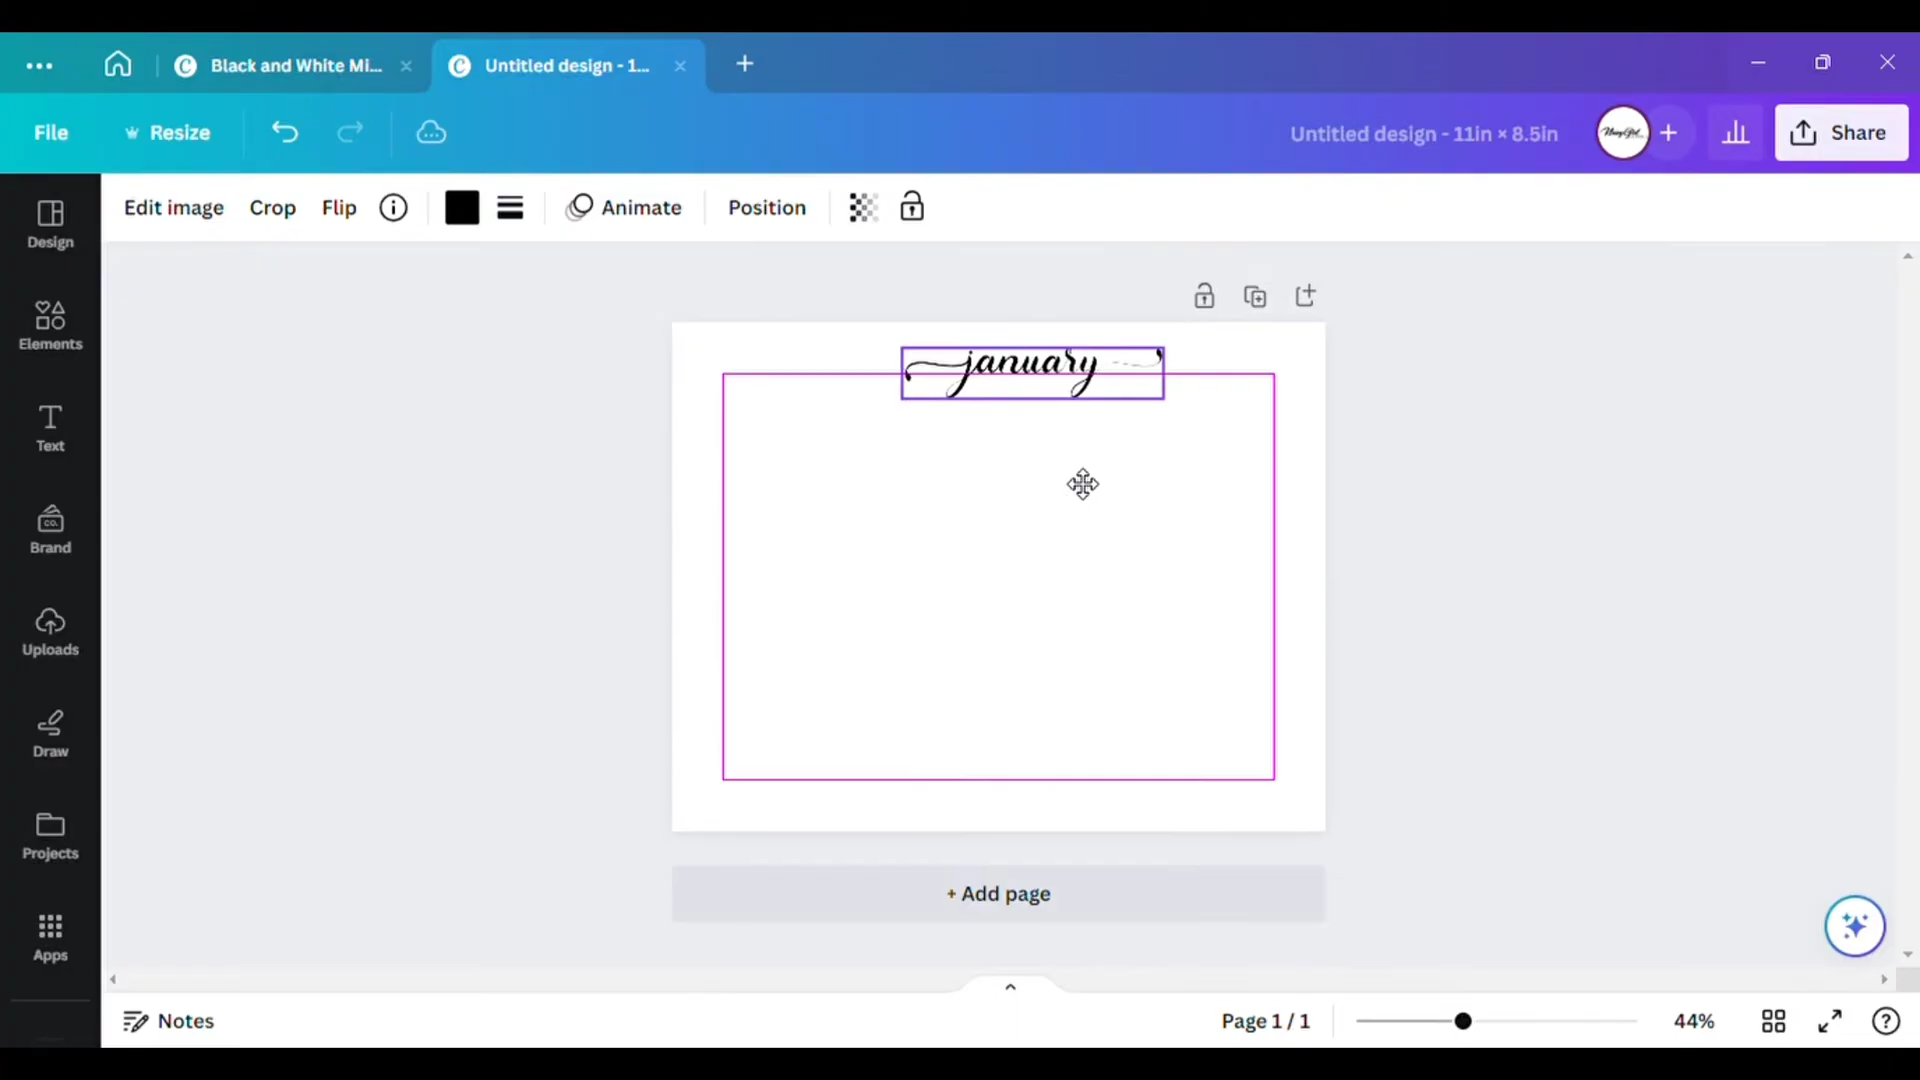 Black and White Mi...
Untitled design - 1...
File
Resize
Untitled design - 11in × 8.5in
Share
Edit image
Crop
Flip
Animate
Position
Design
Elements
Text
CO.
Brand
Uploads
Draw
Projects
Apps
january
+ Add page
Notes
Page 1 / 1
44%